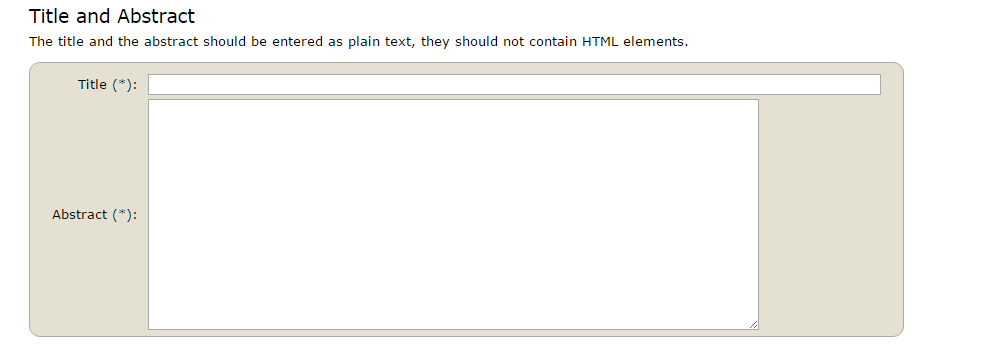 Title and Abstract
The title and the abstract should be entered as plain text, they should not contain HTML elements.
Title (*):
Abstract (*):